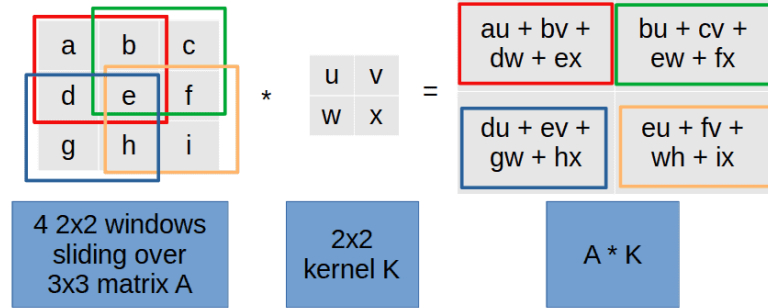 a b c
d e f
g h i
*
u v
w x
=
au + bv +
dw + ex
bu + cv +
ew + fx
du + ev +
gw + hx
eu + fv +
wh + ix
4 2x2 windows
sliding over
3x3 matrix A
2x2
kernel K
A * K